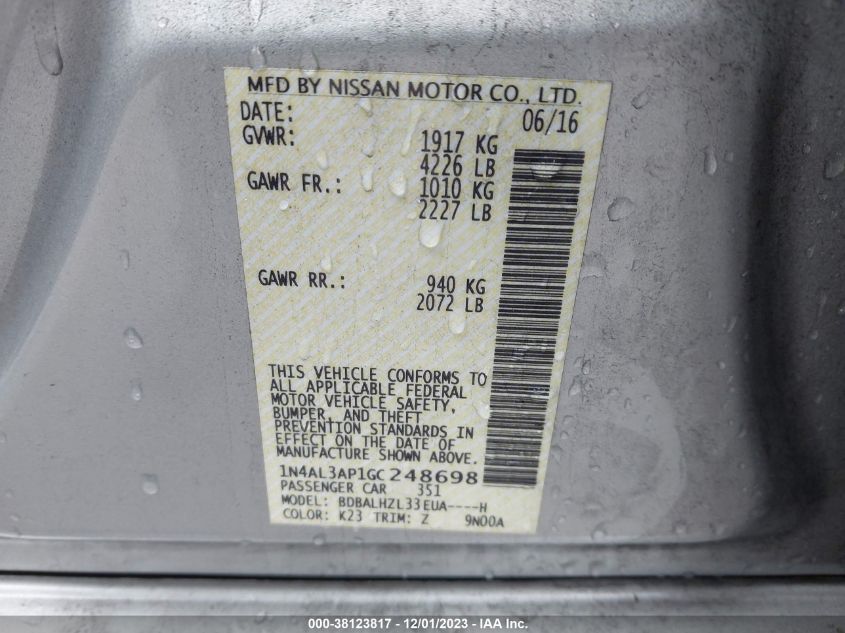 MFD BY NISSAN MOTOR CO., LTD.
DATE: 06/16
GVWR: 1917 KG
4226 LB
GAWR FR.: 1010 KG
2227 LB
GAWR RR.: 940 KG
2072 LB
THIS VEHICLE CONFORMS TO
ALL APPLICABLE FEDERAL
MOTOR VEHICLE SAFETY,
BUMPER, AND THEFT
PREVENTION STANDARDS IN
EFFECT ON THE DATE OF
MANUFACTURE SHOWN ABOVE.
1N4AL3AP1GC248698
PASSENGER CAR 351
MODEL: BDBALHZL33EUA----H
COLOR: K23 TRIM: Z 9N00A
000-38123817 - 12/01/2023 - IAA Inc.